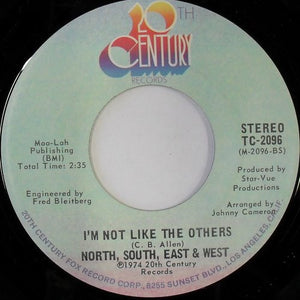 20th
CENTURY
RECORDS
STEREO
TC-2096
(M-2096-BS)
Moo-Lah
Publishing
(BMI)
Total Time: 2:35
Produced by
Star-Vue
Productions
Engineered by
Fred Bleitberg
Arranged by
Johnny Cameron
I'M NOT LIKE THE OTHERS
(C. B. Allen)
NORTH, SOUTH, EAST & WEST
℗1974 20th Century
Records
20TH CENTURY FOX RECORD CORP., 8255 SUNSET BLVD., LOS ANGELES, CALIF.